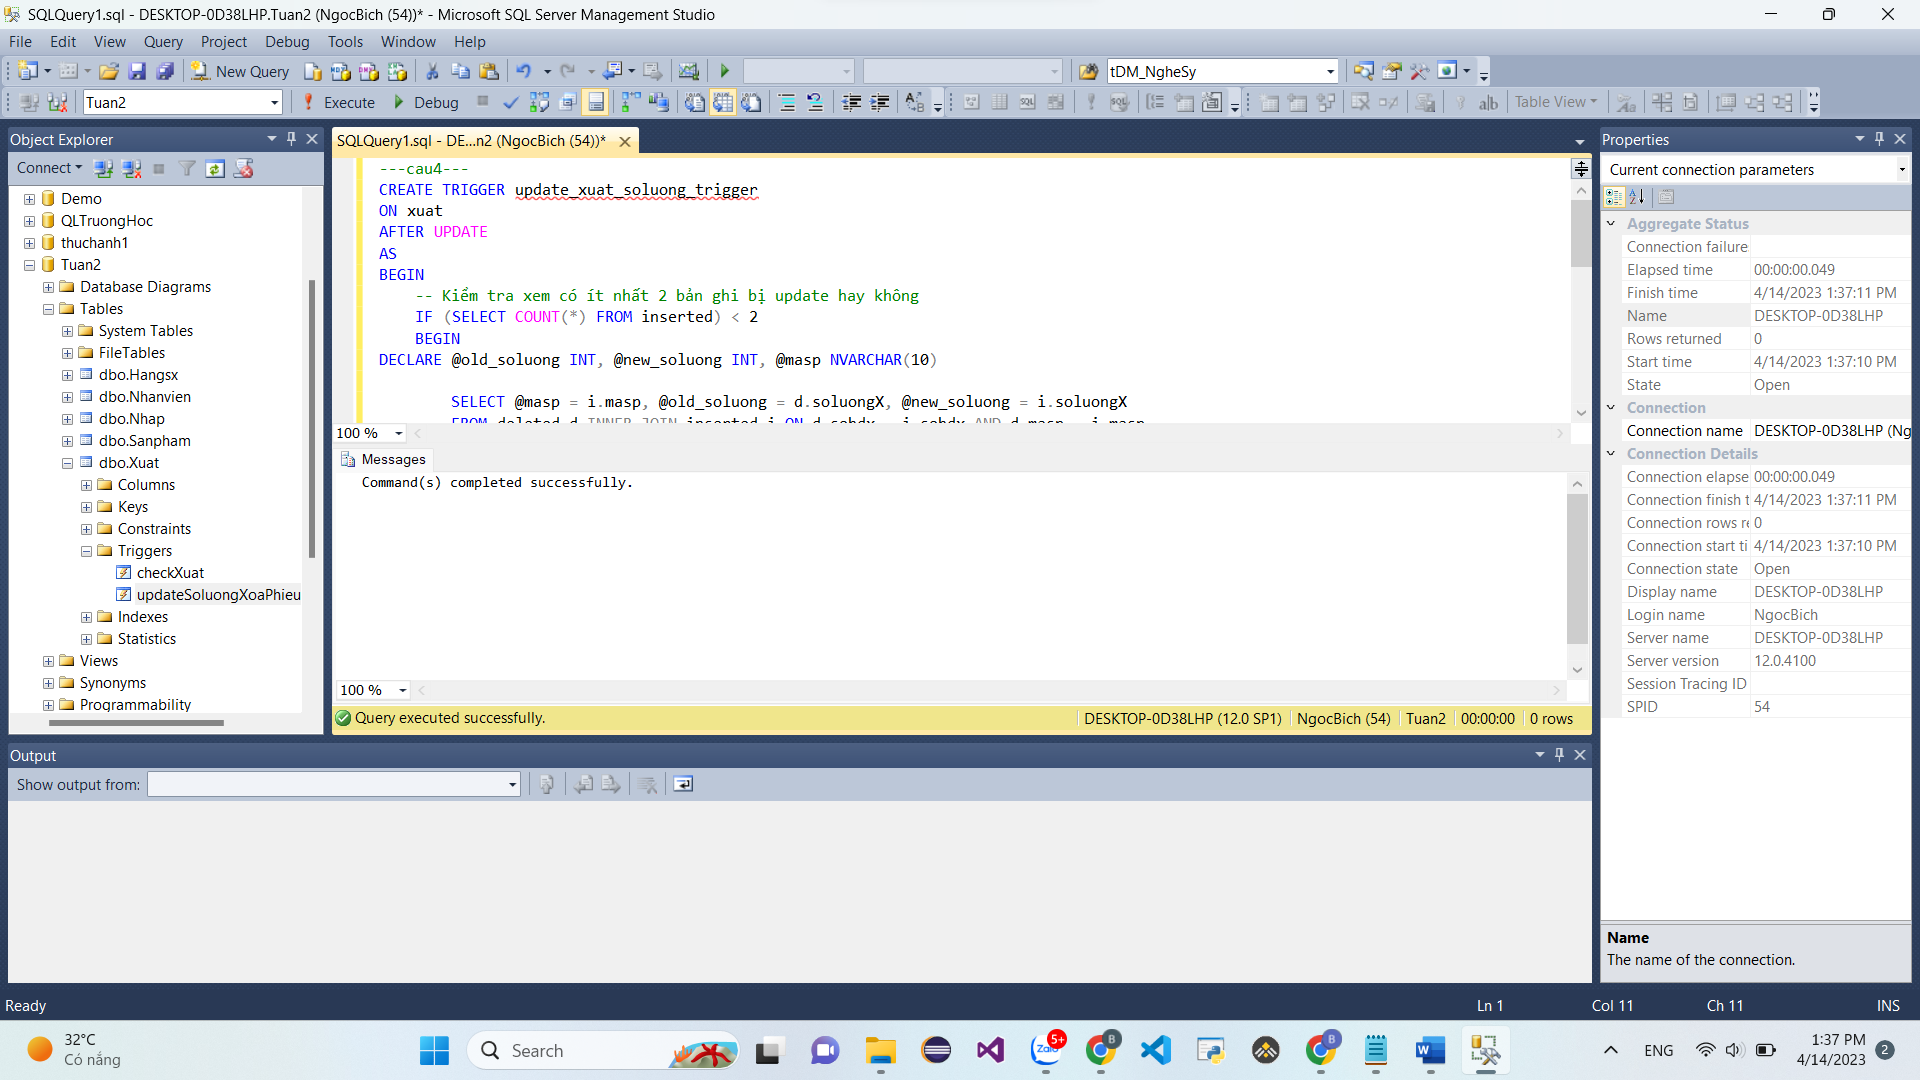 SQLQuery1.sql - DESKTOP-0D38LHP.Tuan2 (NgocBich (54))* - Microsoft SQL Server Management Studio
File Edit View Query Project Debug Tools Window Help
New Query
tDM_NgheSy
Tuan2
Execute
Debug
Table View
Object Explorer
Connect
Demo
QLTruongHoc
thuchanh1
Tuan2
Database Diagrams
Tables
System Tables
FileTables
dbo.Hangsx
dbo.Nhanvien
dbo.Nhap
dbo.Sanpham
dbo.Xuat
Columns
Keys
Constraints
Triggers
checkXuat
updateSoluongXoaPhieu
Indexes
Statistics
Views
Synonyms
Programmability
SQLQuery1.sql - DE...n2 (NgocBich (54))*
---cau4---
CREATE TRIGGER update_xuat_soluong_trigger
ON xuat
AFTER UPDATE
AS
BEGIN
-- Kiểm tra xem có ít nhất 2 bản ghi bị update hay không
IF (SELECT COUNT(*) FROM inserted) < 2
BEGIN
DECLARE @old_soluong INT, @new_soluong INT, @masp NVARCHAR(10)
SELECT @masp = i.masp, @old_soluong = d.soluongX, @new_soluong = i.soluongX
100 %
Messages
Command(s) completed successfully.
100 %
Query executed successfully.
DESKTOP-0D38LHP (12.0 SP1) NgocBich (54) Tuan2 00:00:00 0 rows
Output
Show output from:
Properties
Current connection parameters
Aggregate Status
Connection failure
Elapsed time 00:00:00.049
Finish time 4/14/2023 1:37:11 PM
Name DESKTOP-0D38LHP
Rows returned 0
Start time 4/14/2023 1:37:10 PM
State Open
Connection
Connection name DESKTOP-0D38LHP (Ng
Connection Details
Connection elapse 00:00:00.049
Connection finish t 4/14/2023 1:37:11 PM
Connection rows re 0
Connection start ti 4/14/2023 1:37:10 PM
Connection state Open
Display name DESKTOP-0D38LHP
Login name NgocBich
Server name DESKTOP-0D38LHP
Server version 12.0.4100
Session Tracing ID
SPID 54
Name
The name of the connection.
Ready
Ln 1 Col 11 Ch 11 INS
32°C
Có nắng
Search
Zalo
5+
B
B
ENG
1:37 PM
4/14/2023
2